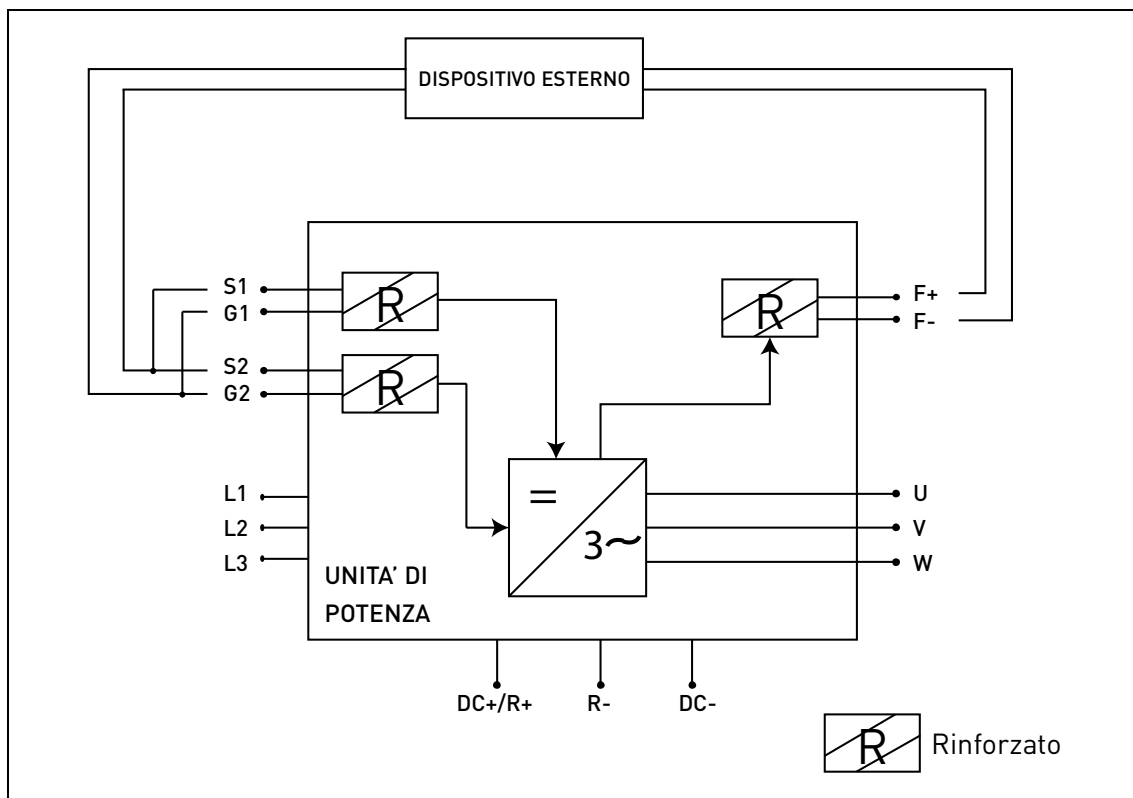 DISPOSITIVO ESTERNO
S1
G1
R
R
F+
F-
S2
G2
R
L1
L2
L3
=
3~
U
V
W
UNITA’ DI
POTENZA
DC+/R+
R-
DC-
R
Rinforzato